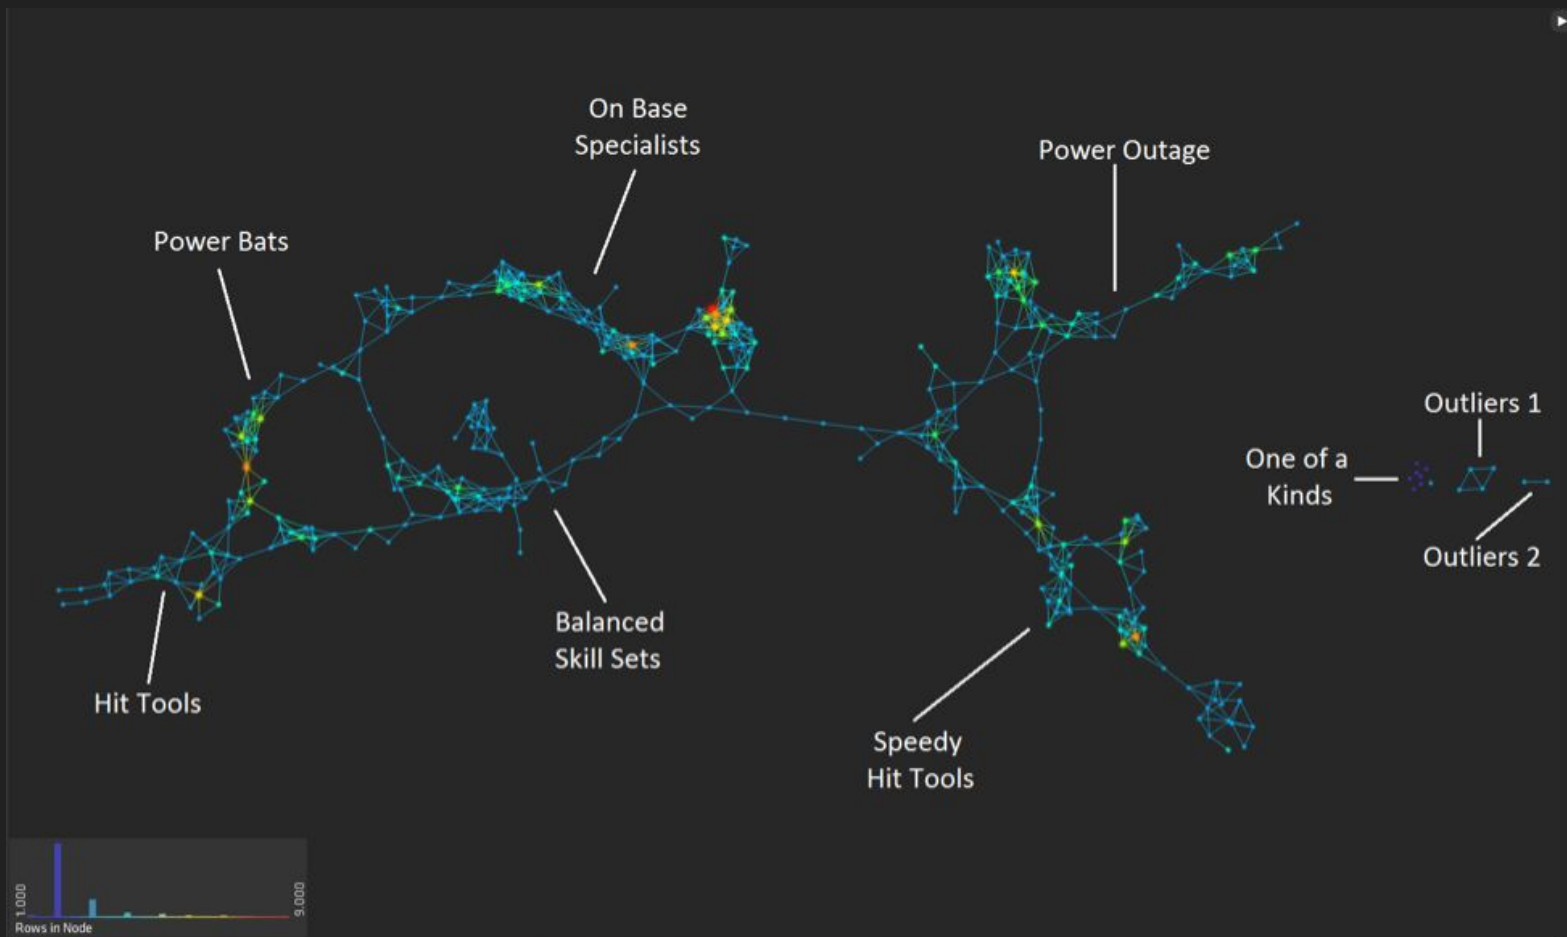 On Base
Specialists
Power Outage
Power Bats
Outliers 1
One of a
Kinds
Outliers 2
Balanced
Skill Sets
Hit Tools
Speedy
Hit Tools
1.000
9.000
Rows in Node